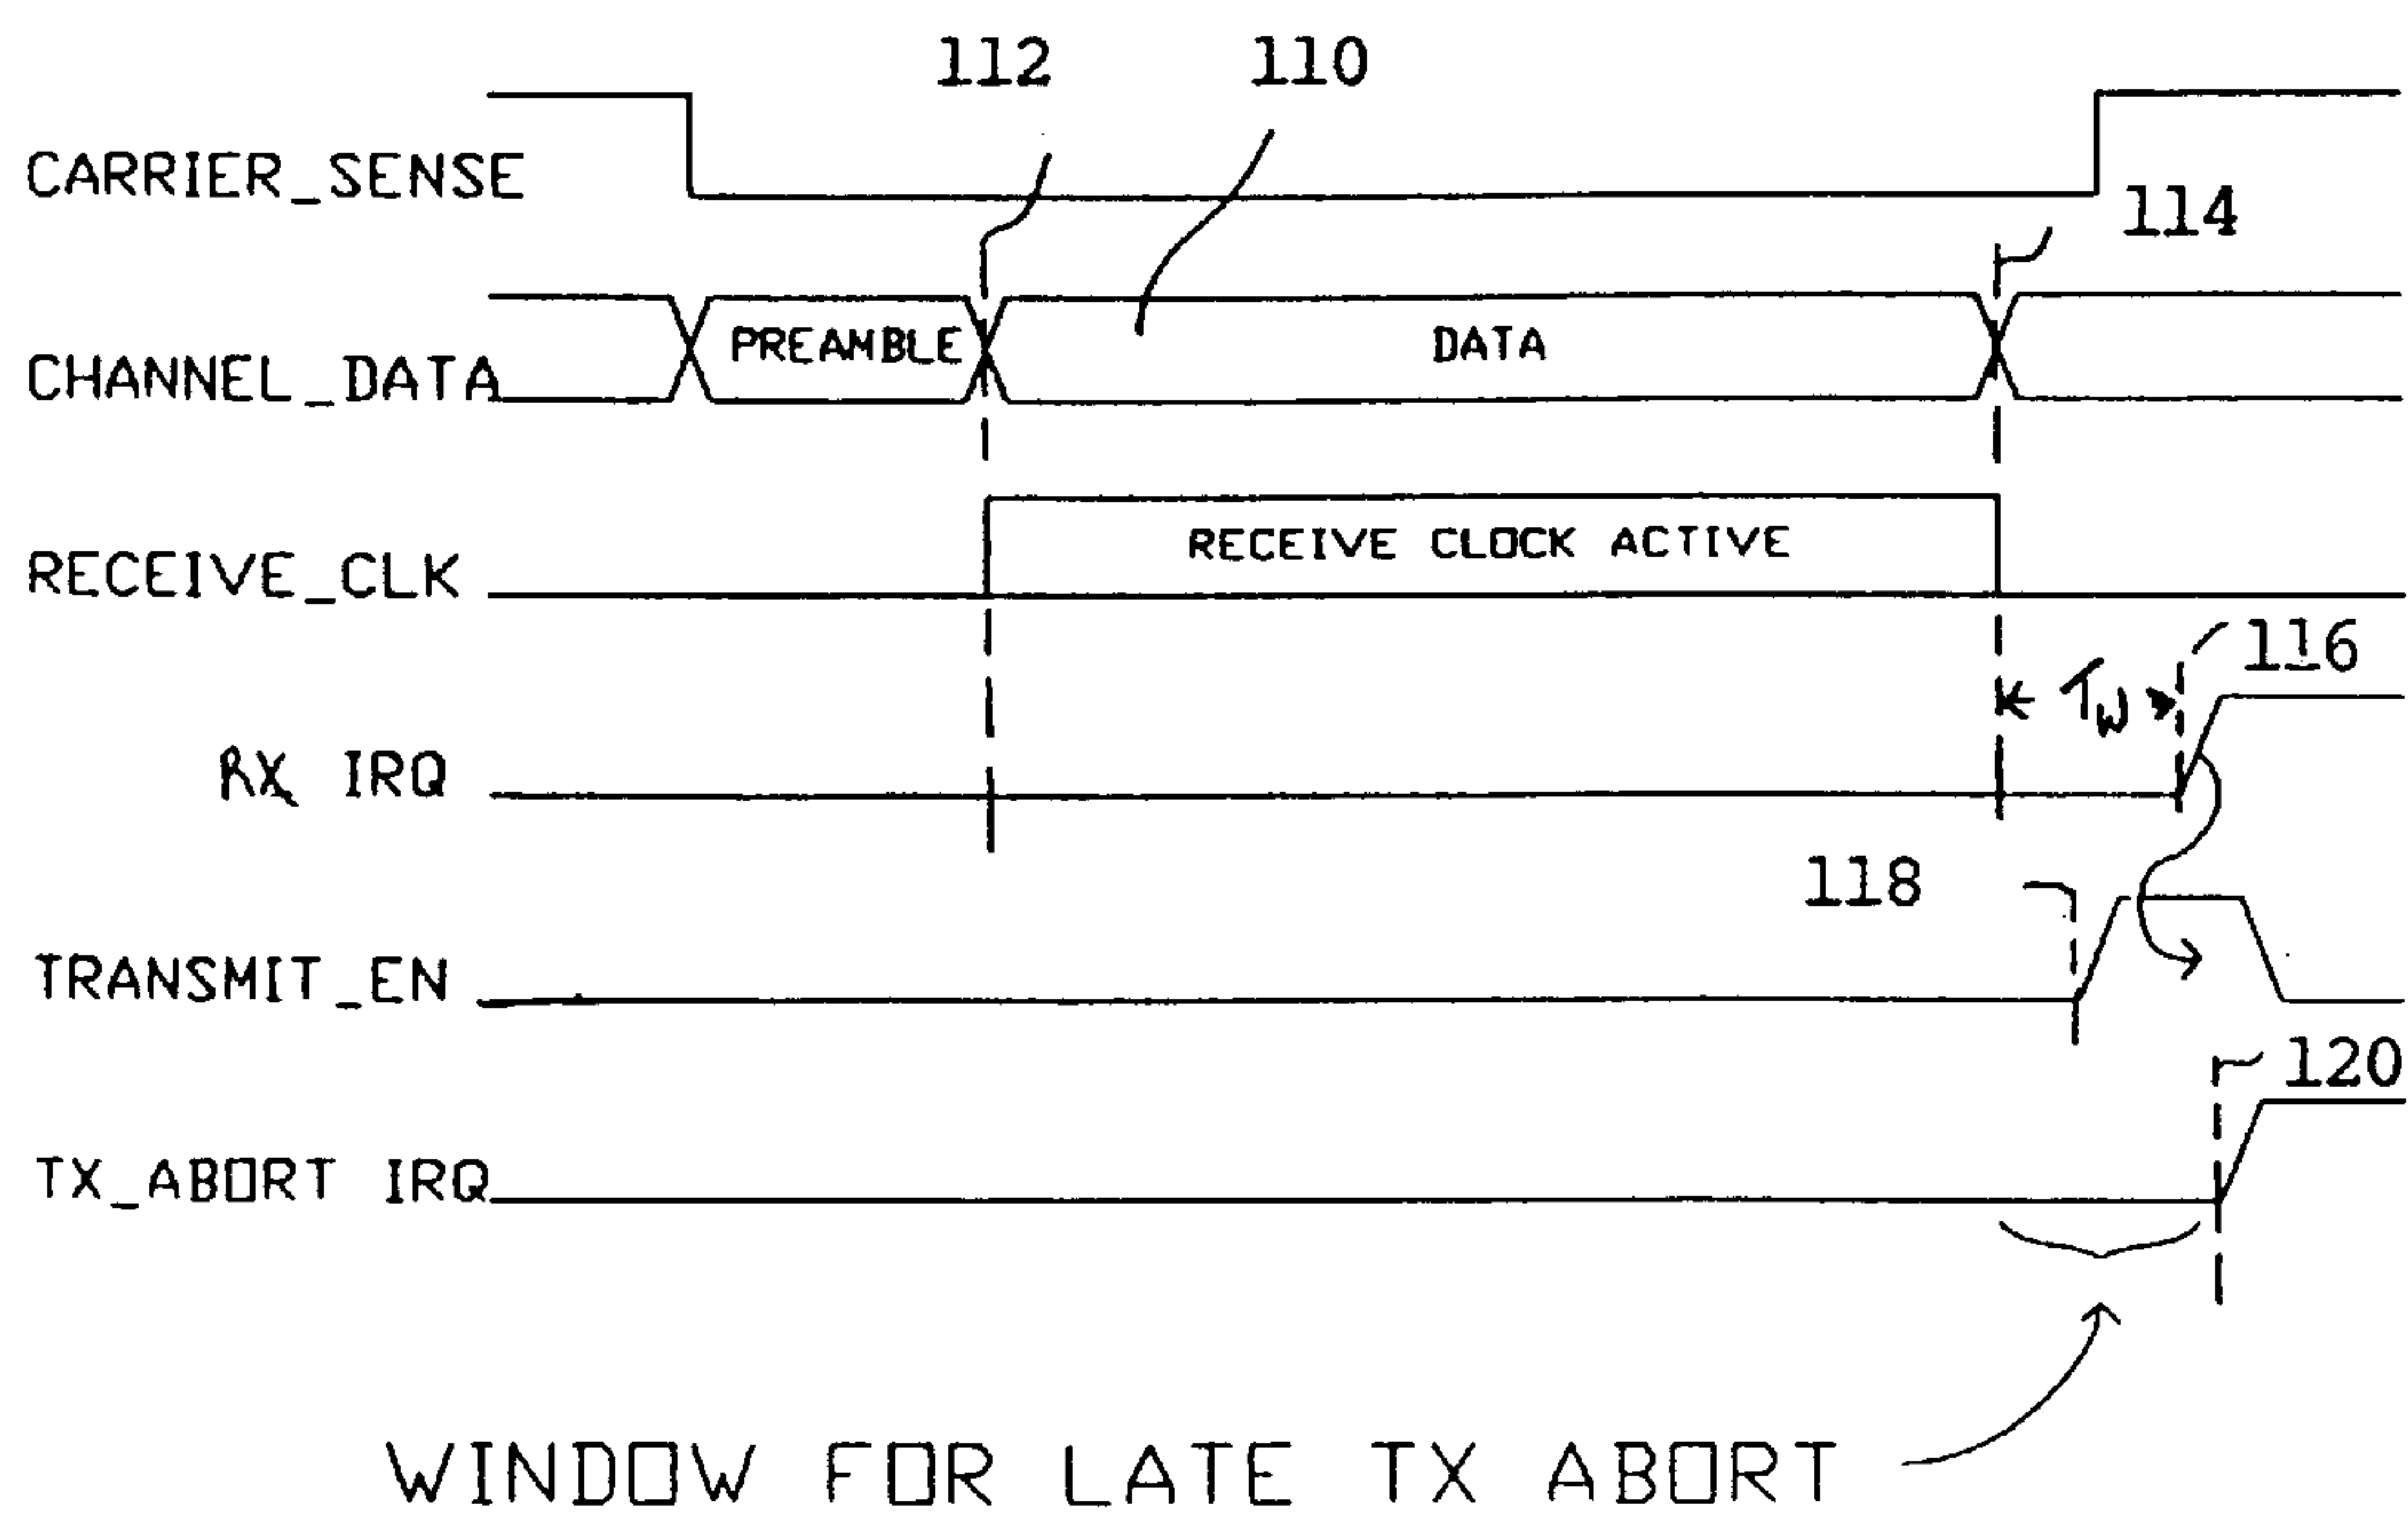 112 110
CARRIER_SENSE
114
CHANNEL_DATA PREAMBLE DATA
RECEIVE CLOCK ACTIVE
RECEIVE_CLK
116
Tw
RX IRQ
118
TRANSMIT_EN
120
TX_ABORT IRQ
WINDOW FOR LATE TX ABORT